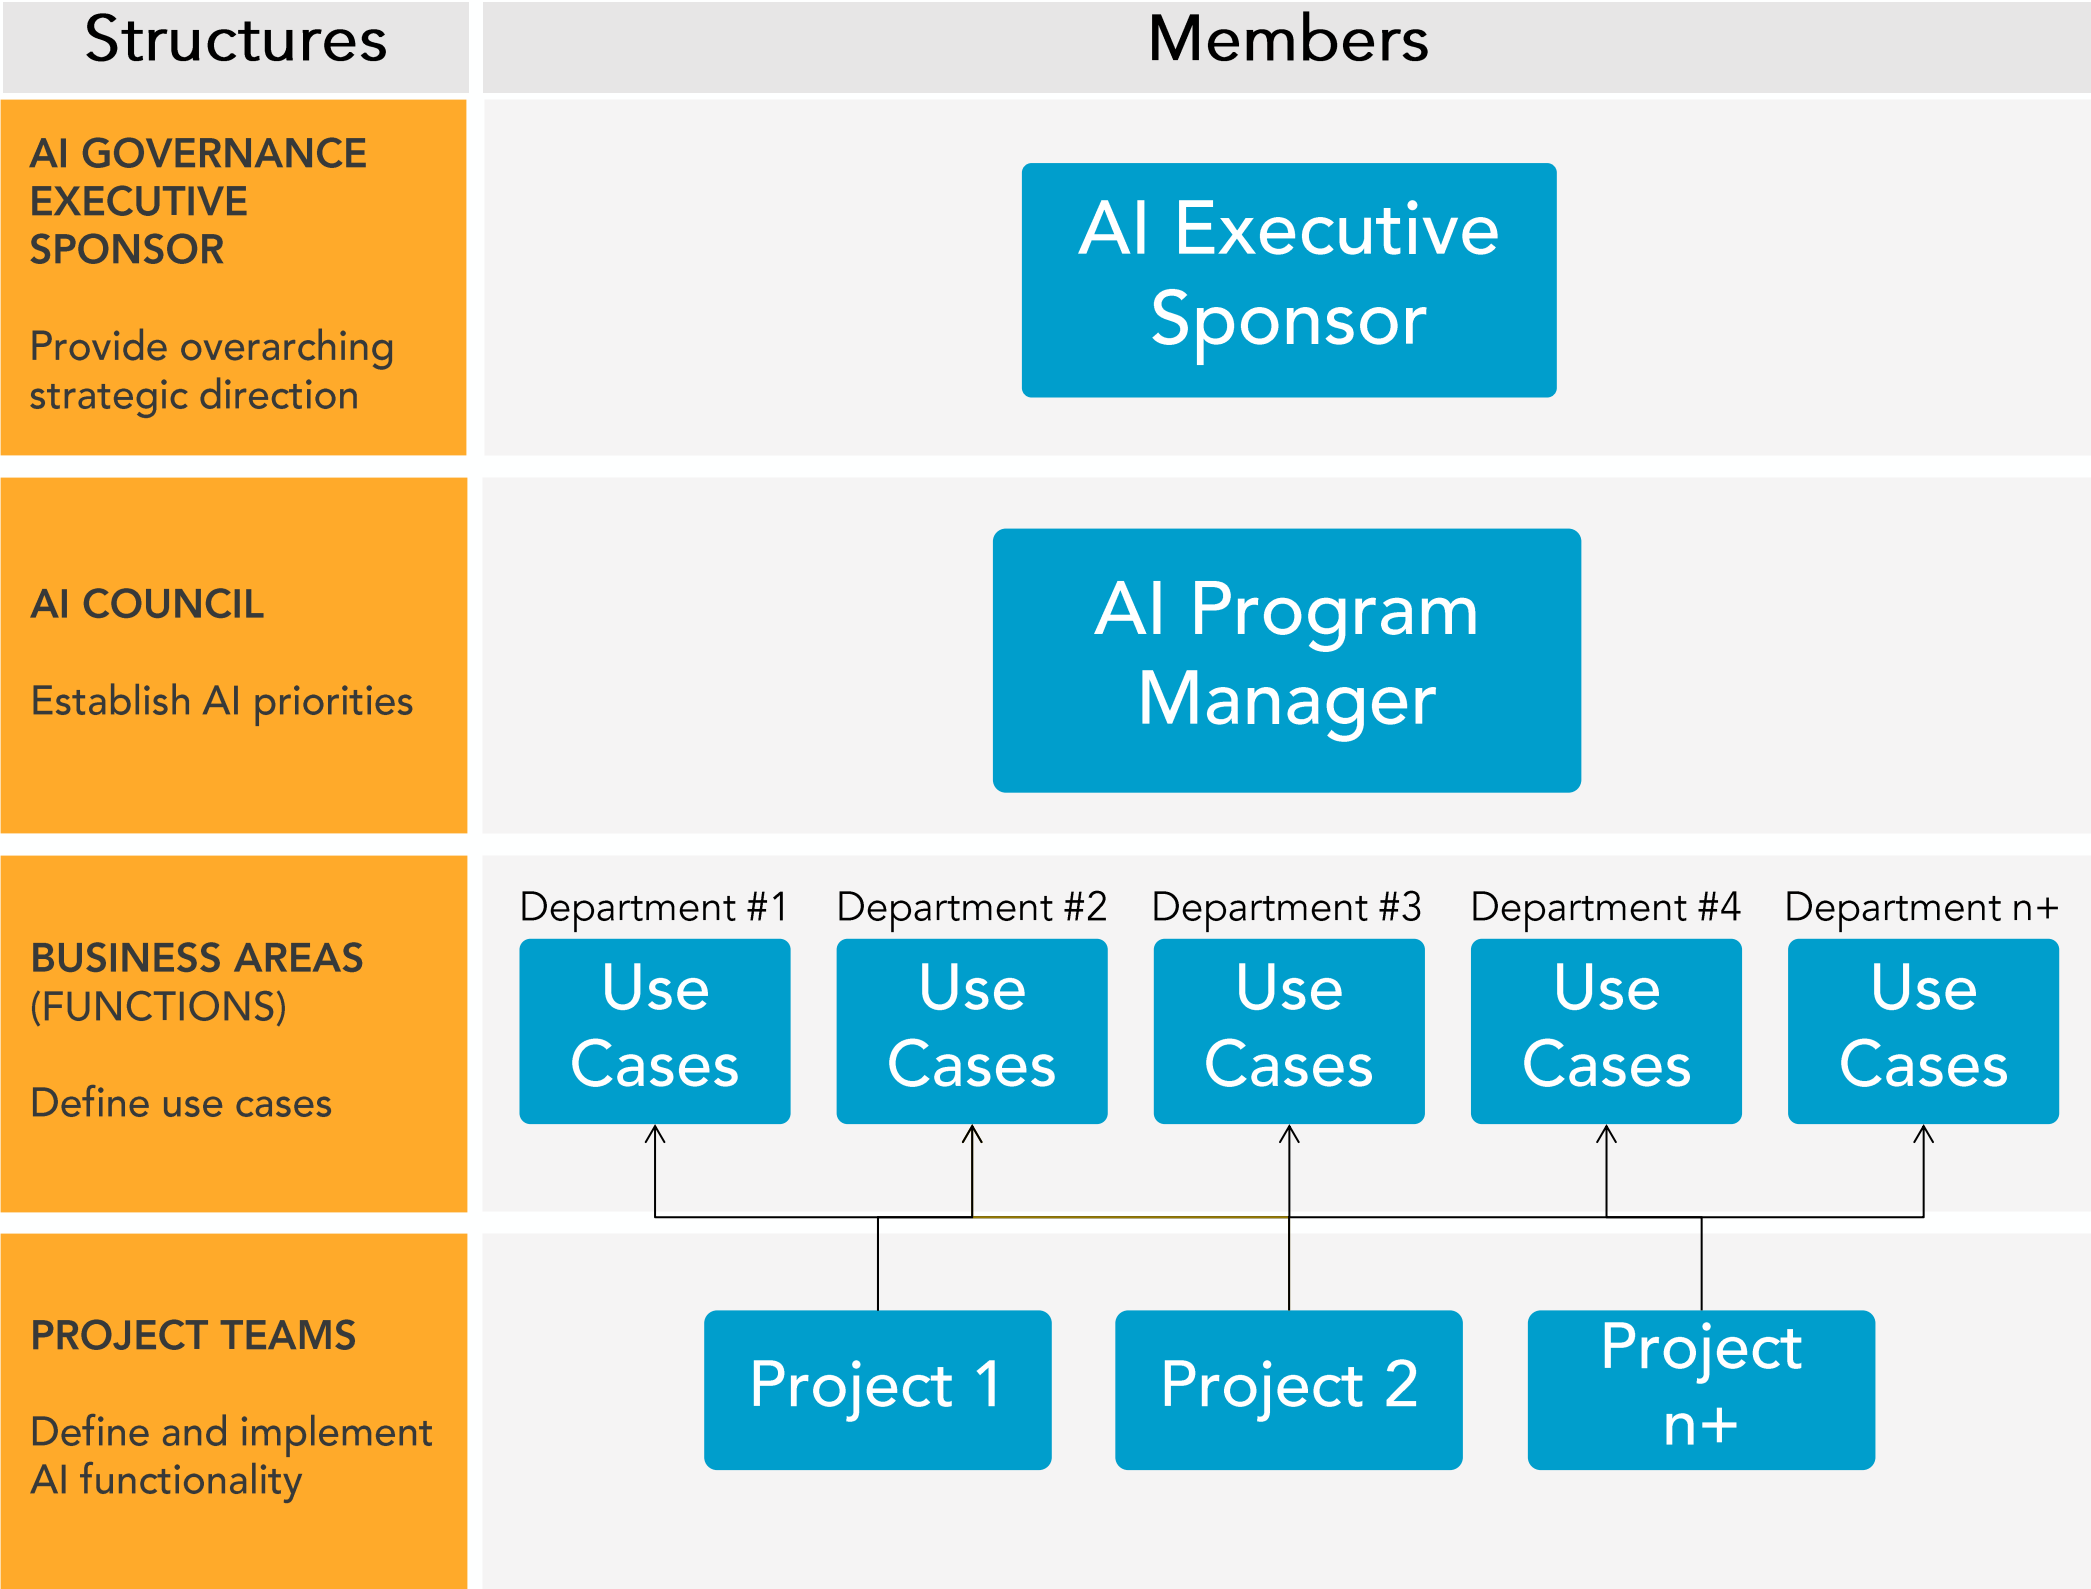 Structures
Members
AI GOVERNANCE
EXECUTIVE
SPONSOR
Provide overarching
strategic direction
AI Executive
Sponsor
AI COUNCIL
Establish AI priorities
AI Program
Manager
BUSINESS AREAS
(FUNCTIONS)
Define use cases
Department #1
Use
Cases
Department #2
Use
Cases
Department #3
Use
Cases
Department #4
Use
Cases
Department n+
Use
Cases
PROJECT TEAMS
Define and implement
AI functionality
Project 1
Project 2
Project
n+